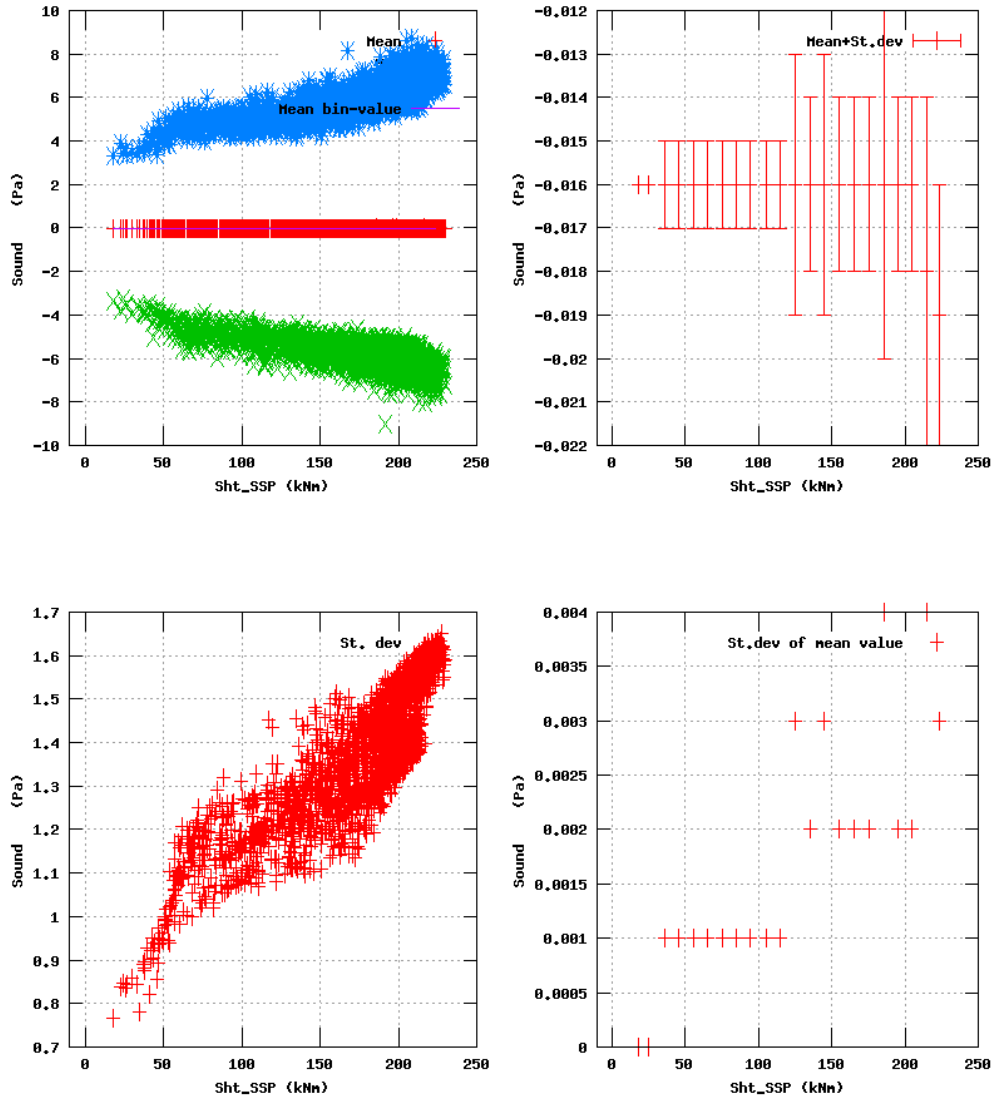 10
8
6
4
2
0
-2
-4
-6
-8
-10
Sound (Pa)
Mean
Mean bin-value
0 50 100 150 200 250
Sht_SSP (kNm)
-0.012
-0.013
-0.014
-0.015
-0.016
-0.017
-0.018
-0.019
-0.02
-0.021
-0.022
Sound (Pa)
Mean+St.dev
0 50 100 150 200 250
Sht_SSP (kNm)
1.7
1.6
1.5
1.4
1.3
1.2
1.1
1
0.9
0.8
0.7
Sound (Pa)
St. dev
0 50 100 150 200 250
Sht_SSP (kNm)
0.004
0.0035
0.003
0.0025
0.002
0.0015
0.001
0.0005
0
Sound (Pa)
St.dev of mean value
0 50 100 150 200 250
Sht_SSP (kNm)